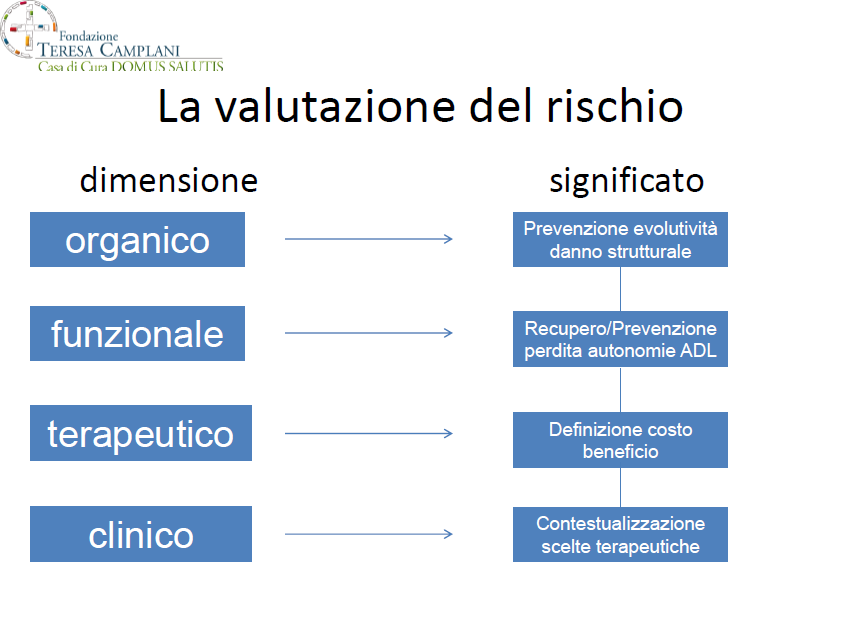 Fondazione
TERESA CAMPLANI
Casa di Cura DOMUS SALUTIS
La valutazione del rischio
dimensione
significato
organico
Prevenzione evolutività
danno strutturale
funzionale
Recupero/Prevenzione
perdita autonomie ADL
terapeutico
Definizione costo
beneficio
clinico
Contestualizzazione
scelte terapeutiche